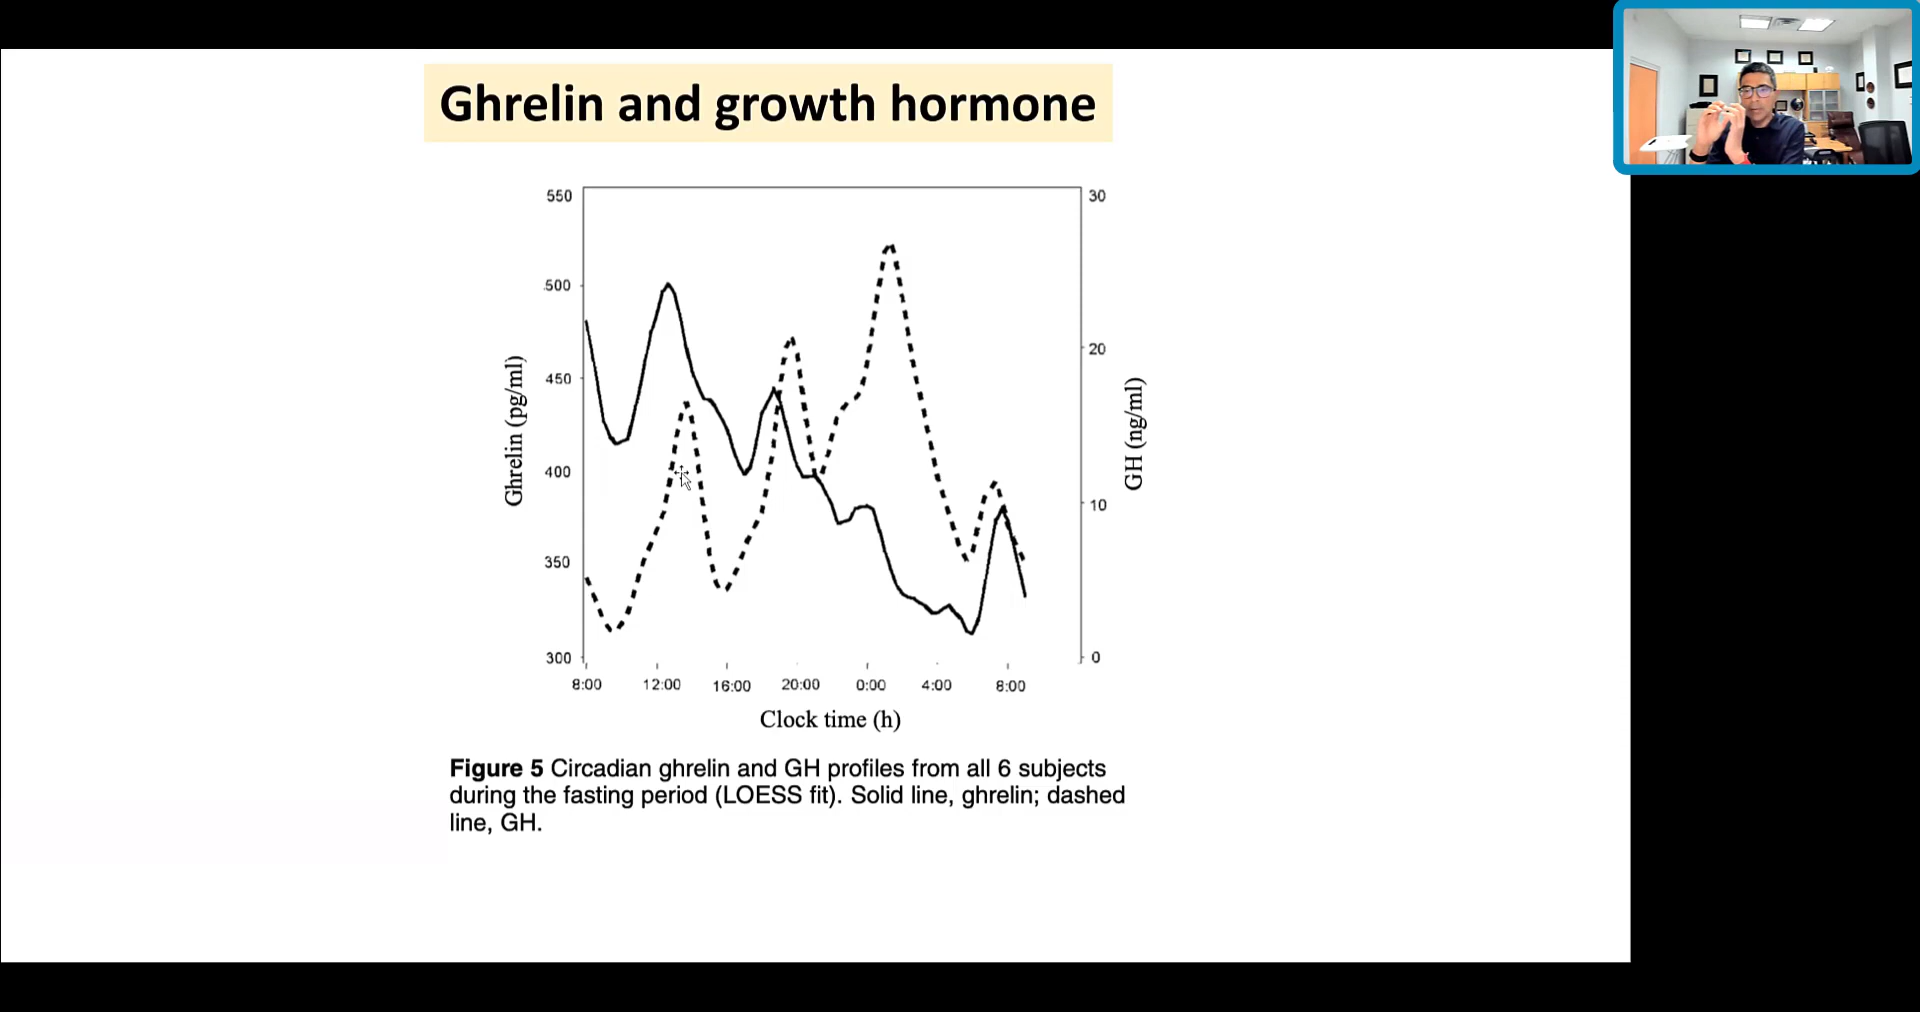 Ghrelin and growth hormone
550
500
450
400
350
300
Ghrelin (pg/ml)
30
20
10
0
GH (ng/ml)
8:00 12:00 16:00 20:00 0:00 4:00 8:00
Clock time (h)
Figure 5 Circadian ghrelin and GH profiles from all 6 subjects
during the fasting period (LOESS fit). Solid line, ghrelin; dashed
line, GH.